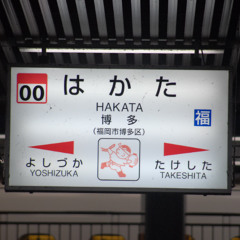 00
はかた
HAKATA
博多
(福岡市博多区)
福
よしづか たけした
YOSHIZUKA TAKESHITA